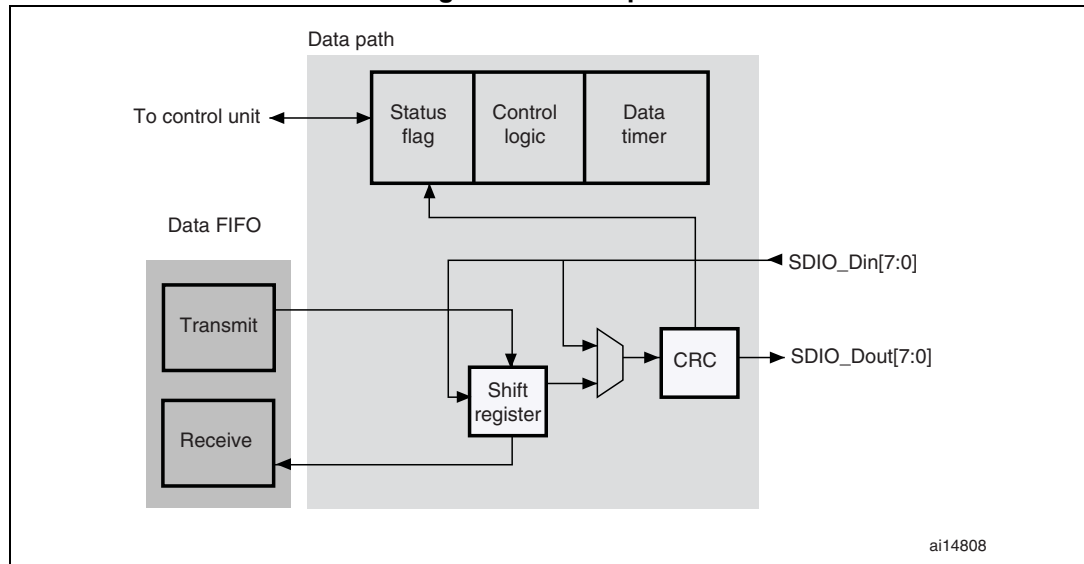 Data path
To control unit
Status
flag
Control
logic
Data
timer
Data FIFO
SDIO_Din[7:0]
Transmit
SDIO_Dout[7:0]
CRC
Shift
register
Receive
ai14808